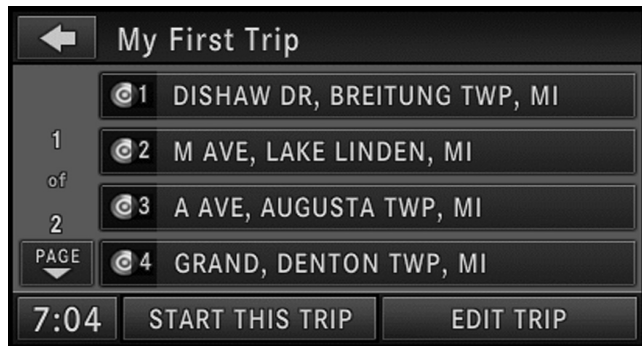 My First Trip
1 DISHAW DR, BREITUNG TWP, MI
1
of
2
PAGE
2 M AVE, LAKE LINDEN, MI
3 A AVE, AUGUSTA TWP, MI
4 GRAND, DENTON TWP, MI
7:04
START THIS TRIP
EDIT TRIP